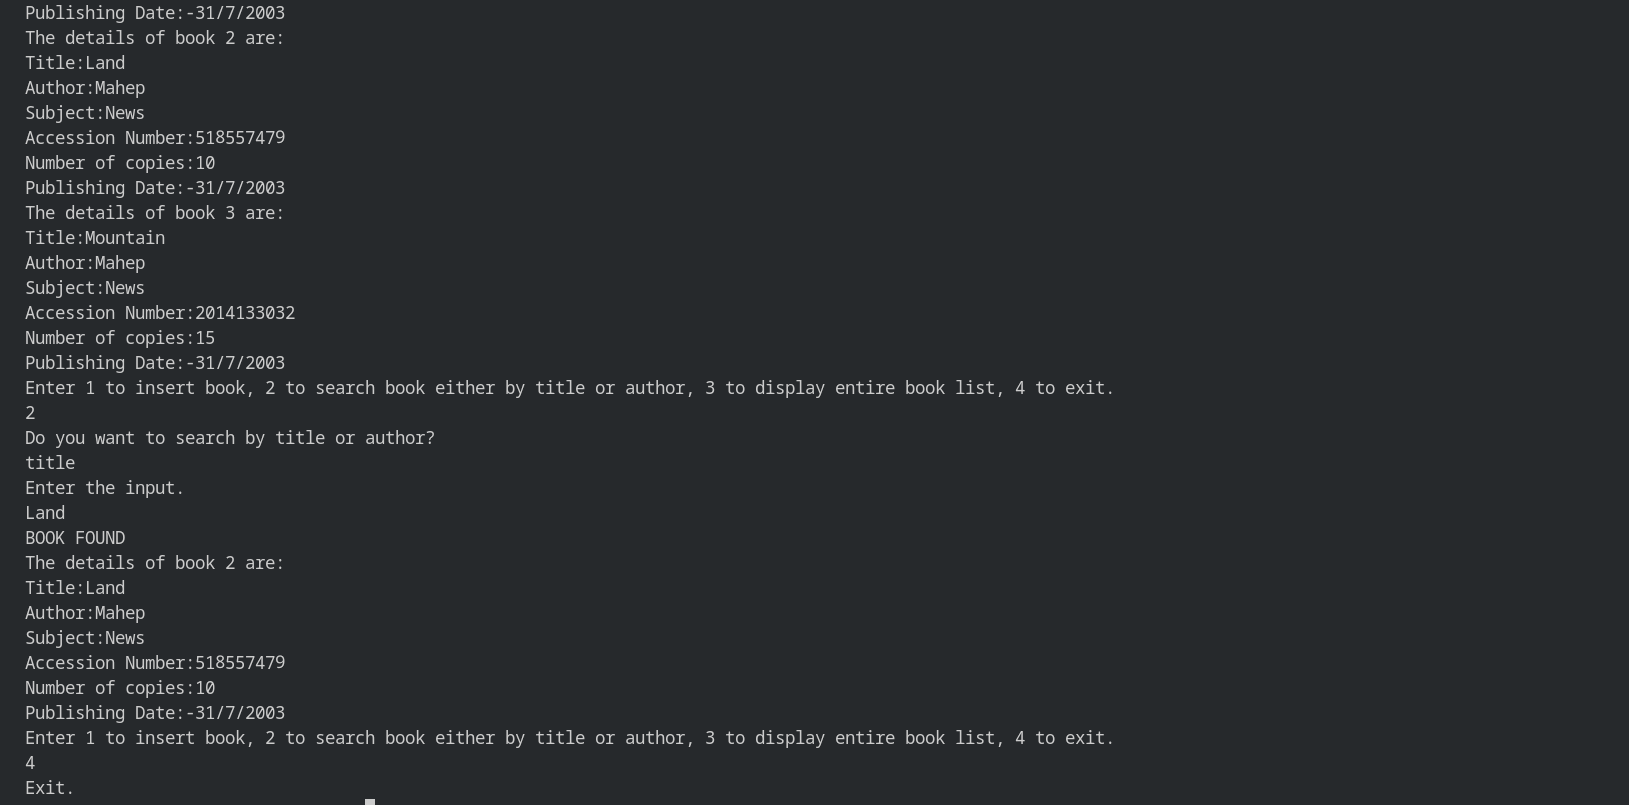 Publishing Date:-31/7/2003
The details of book 2 are:
Title:Land
Author:Mahep
Subject:News
Accession Number:518557479
Number of copies:10
Publishing Date:-31/7/2003
The details of book 3 are:
Title:Mountain
Author:Mahep
Subject:News
Accession Number:2014133032
Number of copies:15
Publishing Date:-31/7/2003
Enter 1 to insert book, 2 to search book either by title or author, 3 to display entire book list, 4 to exit.
2
Do you want to search by title or author?
title
Enter the input.
Land
BOOK FOUND
The details of book 2 are:
Title:Land
Author:Mahep
Subject:News
Accession Number:518557479
Number of copies:10
Publishing Date:-31/7/2003
Enter 1 to insert book, 2 to search book either by title or author, 3 to display entire book list, 4 to exit.
4
Exit.